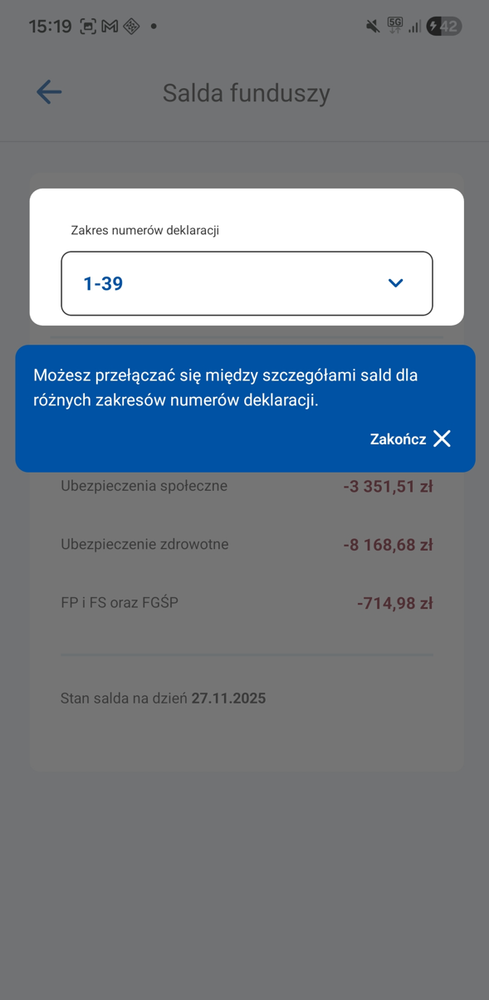 15:19
5G
42
Salda funduszy
Zakres numerów deklaracji
1-39
Możesz przełączać się między szczegółami sald dla
różnych zakresów numerów deklaracji.
Zakończ
Ubezpieczenia społeczne -3 351,51 zł
Ubezpieczenie zdrowotne -8 168,68 zł
FP i FS oraz FGŚP -714,98 zł
Stan salda na dzień 27.11.2025